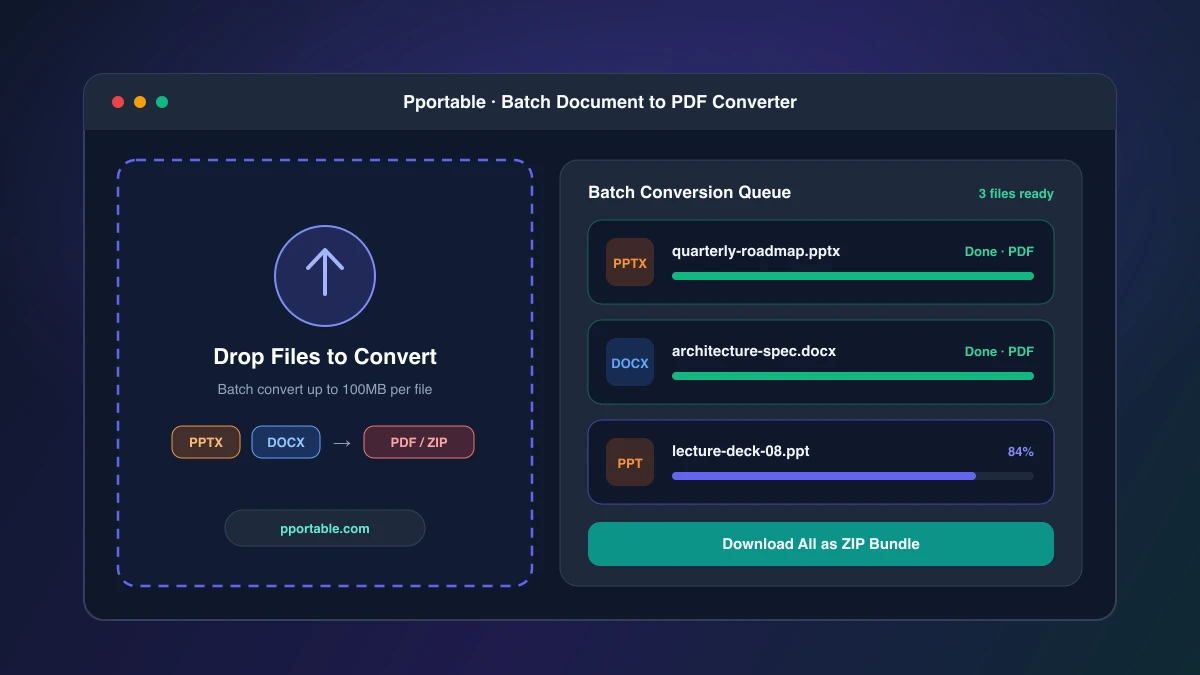 Pportable · Batch Document to PDF Converter
Drop Files to Convert
Batch convert up to 100MB per file
PPTX
DOCX
→
PDF / ZIP
pportable.com
Batch Conversion Queue
3 files ready
PPTX
quarterly-roadmap.pptx
Done · PDF
DOCX
architecture-spec.docx
Done · PDF
PPT
lecture-deck-08.ppt
84%
Download All as ZIP Bundle